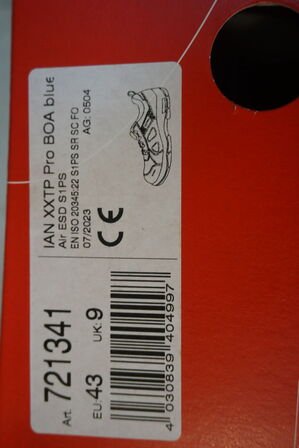 IAN XXTP Pro BOA blue
Air ESD S1PS
EN ISO 20345:22 S1PS SR SC FO
07/2023 AG: 0504
CE
Art. 721341
EU: 43 UK: 9
4 030839 404997